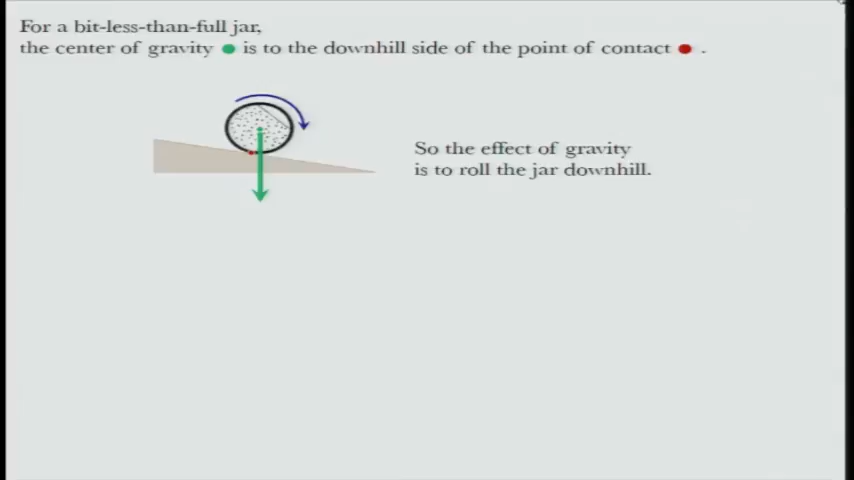 For a bit-less-than-full jar,
the center of gravity is to the downhill side of the point of contact .
So the effect of gravity
is to roll the jar downhill.